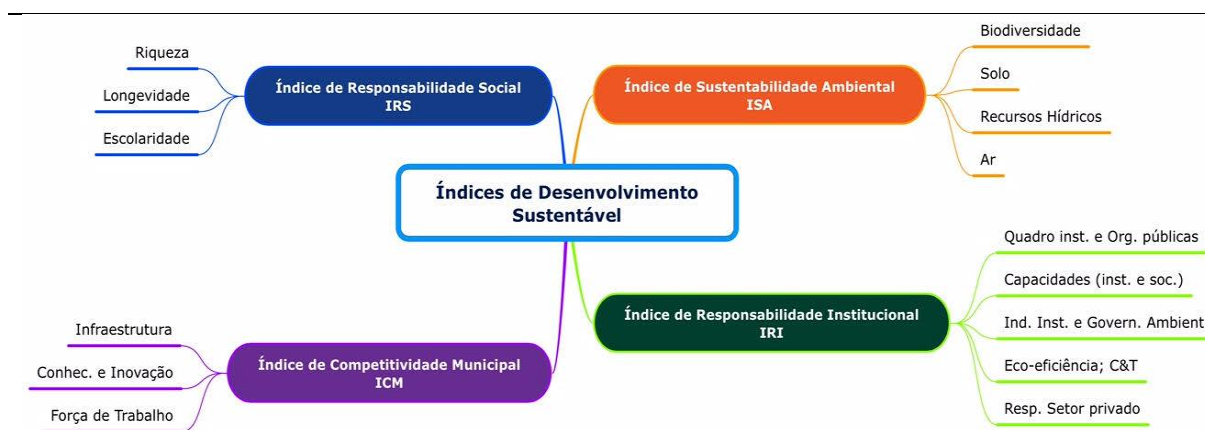 Riqueza
Longevidade
Escolaridade
Índice de Responsabilidade Social
IRS
Índice de Sustentabilidade Ambiental
ISA
Biodiversidade
Solo
Recursos Hídricos
Ar
Índices de Desenvolvimento
Sustentável
Infraestrutura
Conhec. e Inovação
Força de Trabalho
Índice de Competitividade Municipal
ICM
Índice de Responsabilidade Institucional
IRI
Quadro inst. e Org. públicas
Capacidades (inst. e soc.)
Ind. Inst. e Govern. Ambient
Eco-eficiência; C&T
Resp. Setor privado